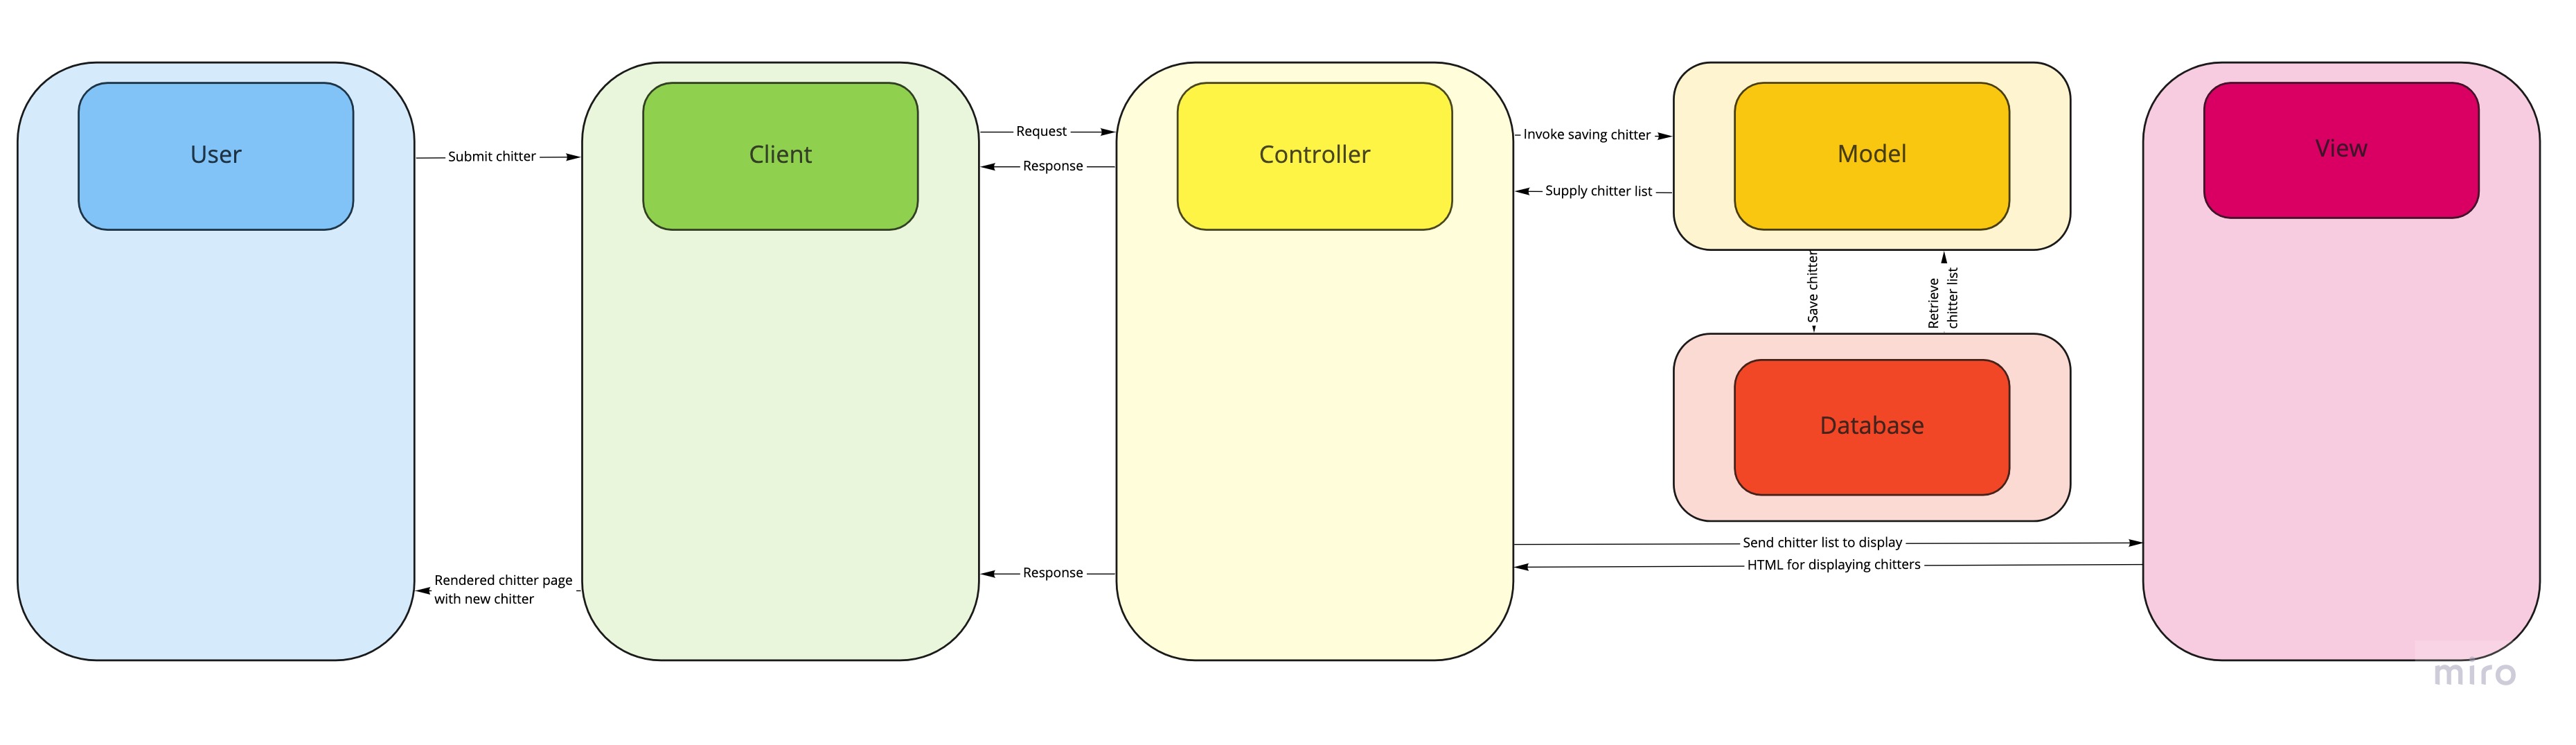 User
Client
Controller
Model
View
Submit chitter
Request
Response
Invoke saving chitter
Supply chitter list
Save chitter
Retrieve
chitter list
Database
Send chitter list to display
HTML for displaying chitters
Response
Rendered chitter page
with new chitter
miro